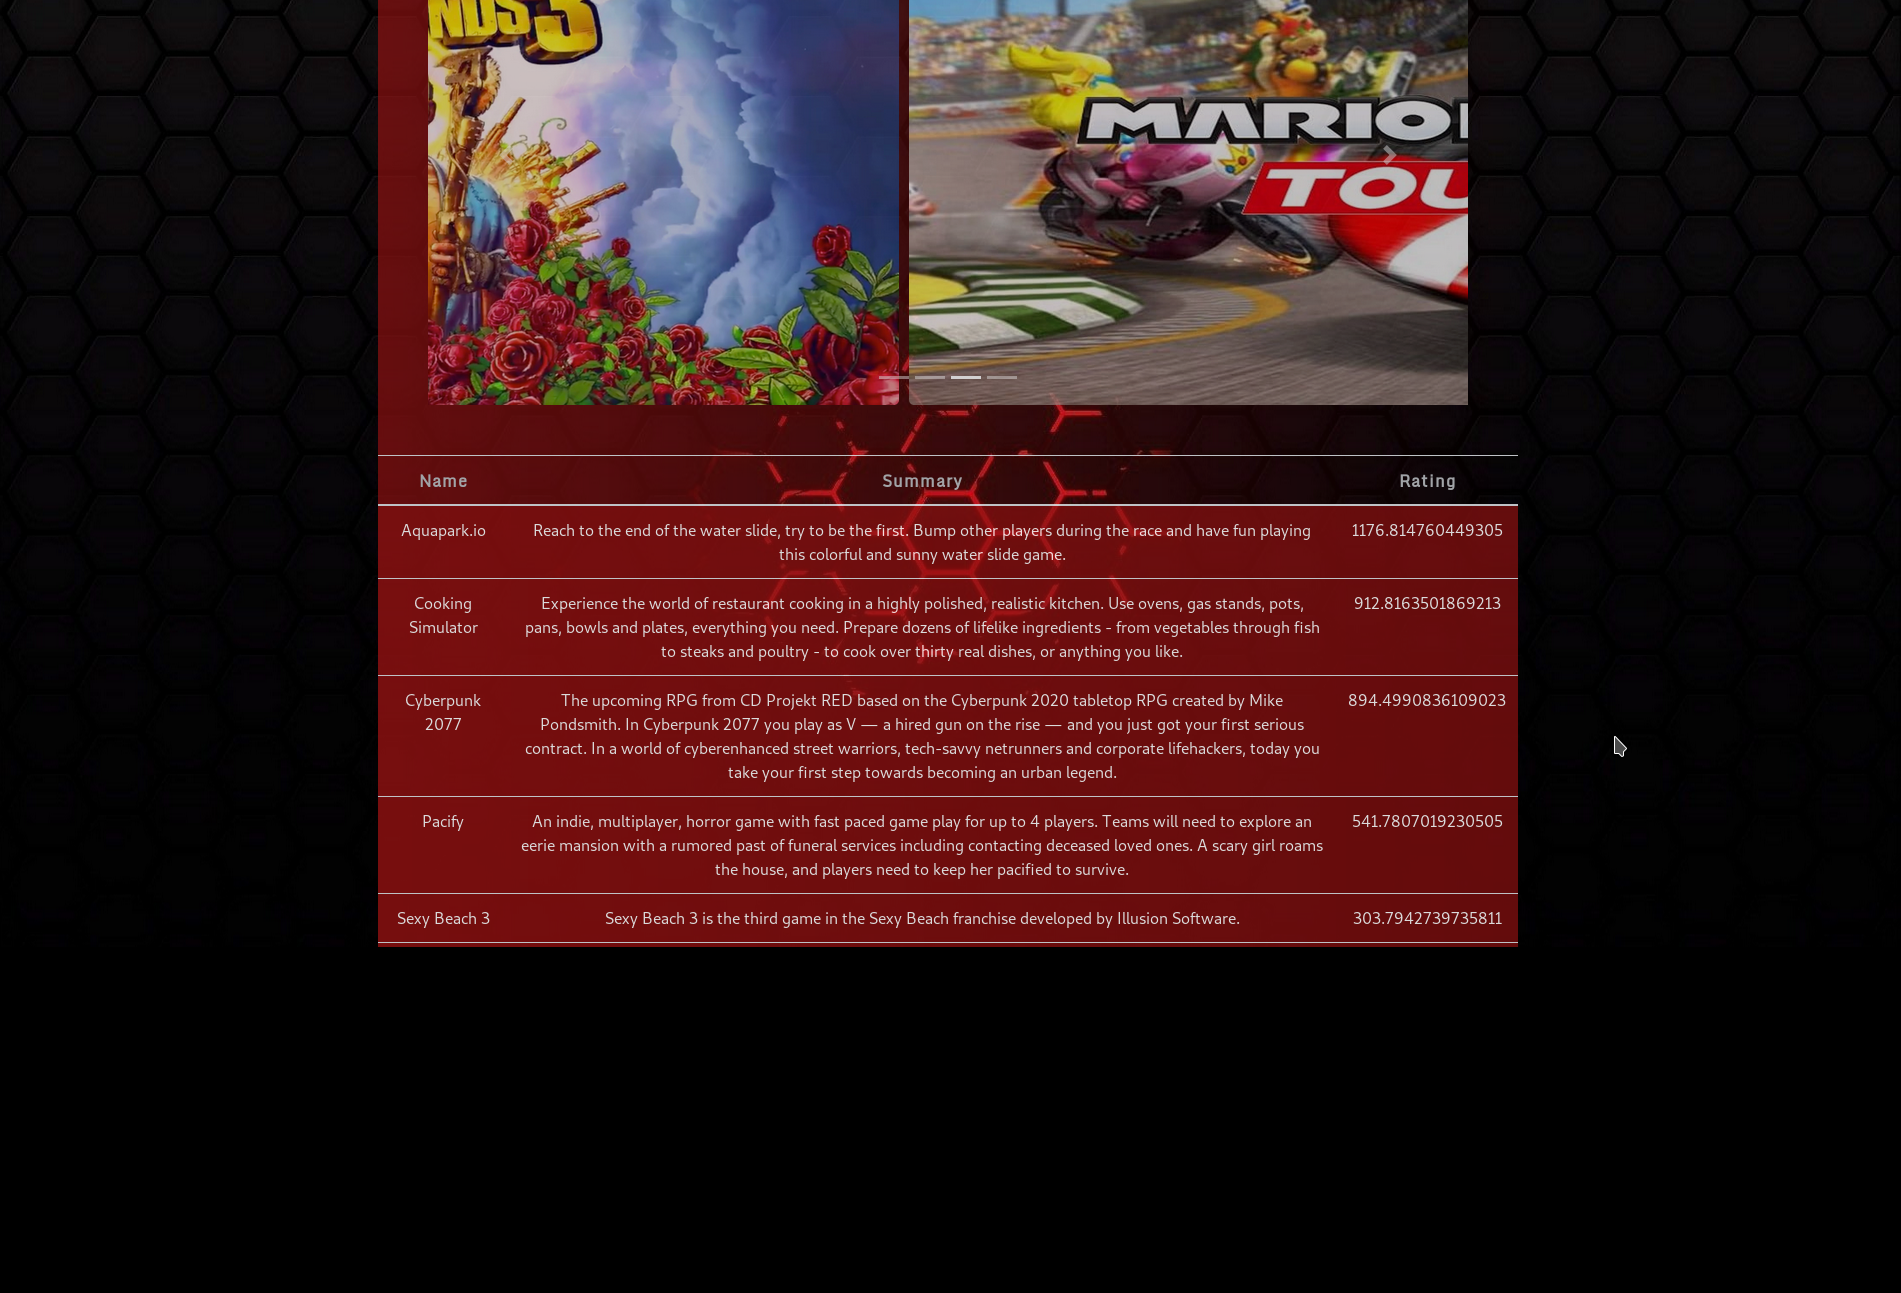 NDS 3
MARIO
TOU
Name Summary Rating
Aquapark.io Reach to the end of the water slide, try to be the first. Bump other players during the race and have fun playing 1176.814760449305
this colorful and sunny water slide game.
Cooking Experience the world of restaurant cooking in a highly polished, realistic kitchen. Use ovens, gas stands, pots, 912.8163501869213
Simulator pans, bowls and plates, everything you need. Prepare dozens of lifelike ingredients - from vegetables through fish
to steaks and poultry - to cook over thirty real dishes, or anything you like.
Cyberpunk The upcoming RPG from CD Projekt RED based on the Cyberpunk 2020 tabletop RPG created by Mike 894.4990836109023
2077 Pondsmith. In Cyberpunk 2077 you play as V — a hired gun on the rise — and you just got your first serious
contract. In a world of cyberenhanced street warriors, tech-savvy netrunners and corporate lifehackers, today you
take your first step towards becoming an urban legend.
Pacify An indie, multiplayer, horror game with fast paced game play for up to 4 players. Teams will need to explore an 541.7807019230505
eerie mansion with a rumored past of funeral services including contacting deceased loved ones. A scary girl roams
the house, and players need to keep her pacified to survive.
Sexy Beach 3 Sexy Beach 3 is the third game in the Sexy Beach franchise developed by Illusion Software. 303.7942739735811